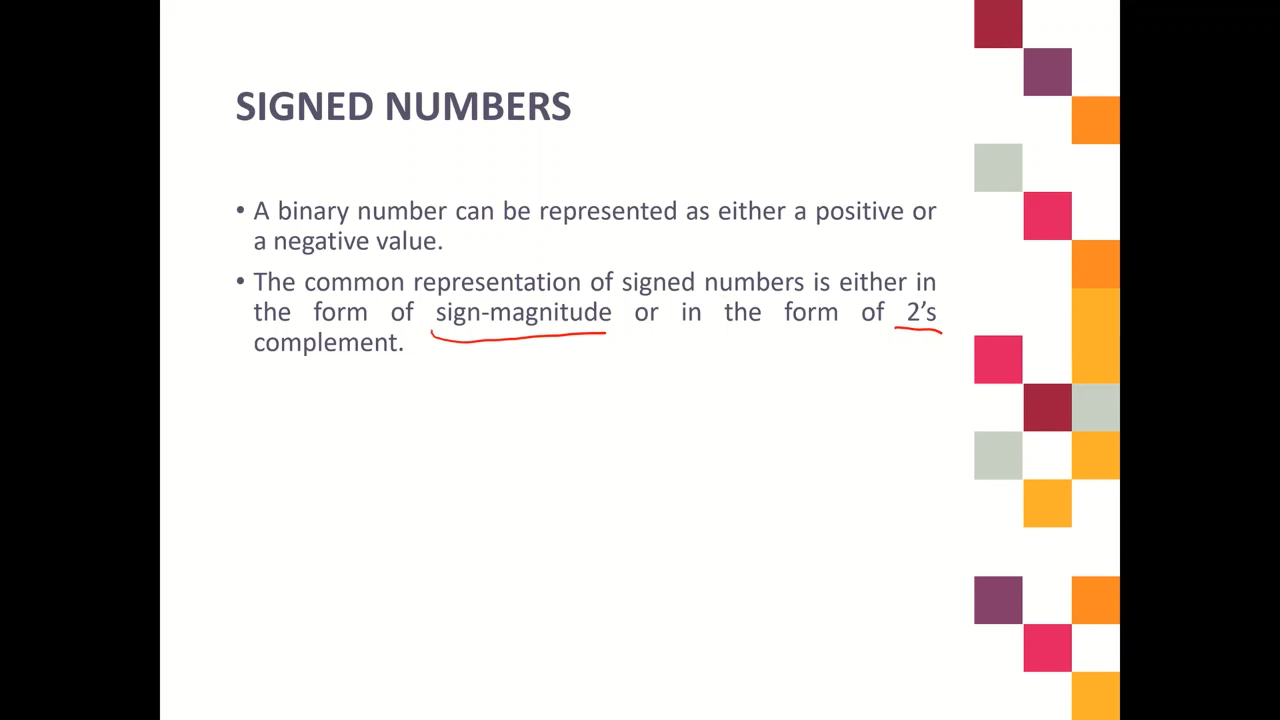 SIGNED NUMBERS
• A binary number can be represented as either a positive or
a negative value.
• The common representation of signed numbers is either in
the form of sign-magnitude or in the form of 2’s
complement.